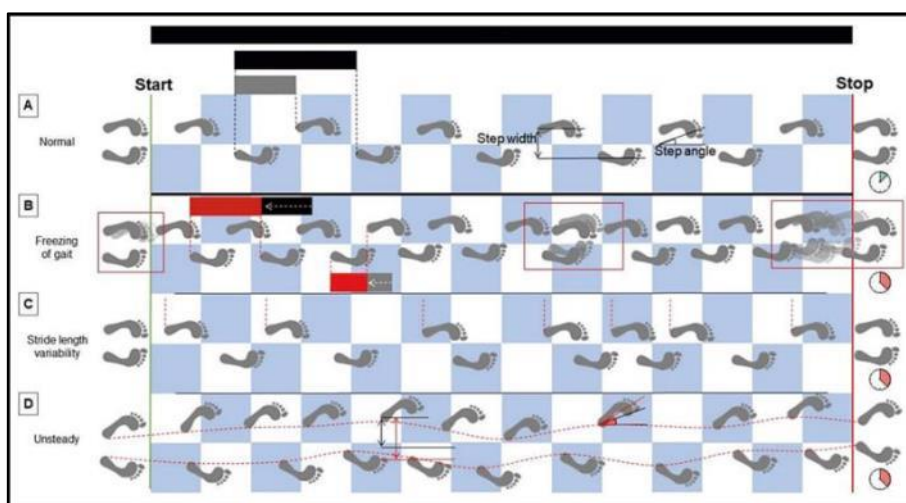 Start
Stop
A
Normal
Step width
Step angle
B
Freezing
of gait
C
Stride length
variability
D
Unsteady